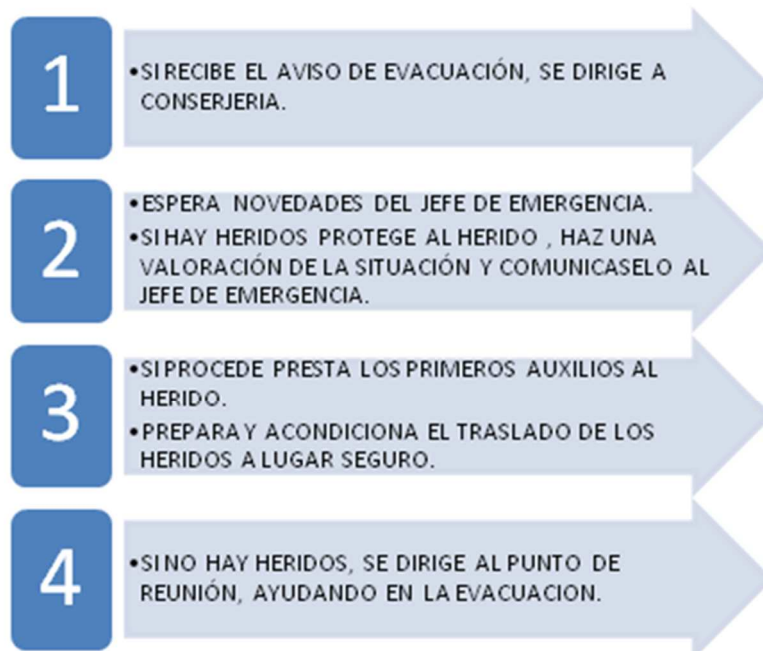 1
•SI RECIBE EL AVISO DE EVACUACIÓN, SE DIRIGE A
CONSERJERIA.
2
•ESPERA NOVEDADES DEL JEFE DE EMERGENCIA.
•SI HAY HERIDOS PROTEGE AL HERIDO , HAZ UNA
VALORACIÓN DE LA SITUACIÓN Y COMUNICASELO AL
JEFE DE EMERGENCIA.
3
•SI PROCEDE PRESTA LOS PRIMEROS AUXILIOS AL
HERIDO.
•PREPARA Y ACONDICIONA EL TRASLADO DE LOS
HERIDOS A LUGAR SEGURO.
4
•SI NO HAY HERIDOS, SE DIRIGE AL PUNTO DE
REUNIÓN, AYUDANDO EN LA EVACUACION.